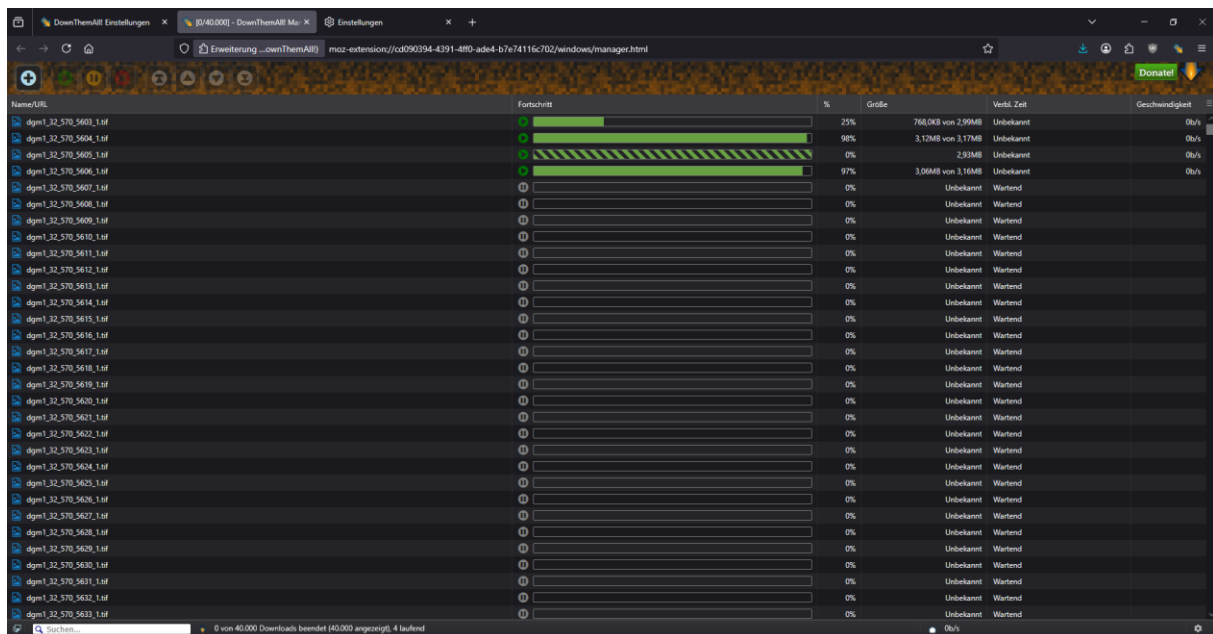 DownThemAll! Einstellungen [0/40.000] - DownThemAll! Ma Einstellungen
Erweiterung ...ownThemAll!) moz-extension://cd090394-4391-4ff0-ade4-b7e74116c702/windows/manager.html
Donate!
Name/URL Fortschritt % Größe Verbl. Zeit Geschwindigkeit
dgm1_32_570_5603_1.tif 25% 768,0KB von 2,99MB Unbekannt 0b/s
dgm1_32_570_5604_1.tif 98% 3,12MB von 3,17MB Unbekannt 0b/s
dgm1_32_570_5605_1.tif 0% 2,93MB Unbekannt 0b/s
dgm1_32_570_5606_1.tif 97% 3,06MB von 3,16MB Unbekannt 0b/s
dgm1_32_570_5607_1.tif 0% Unbekannt Wartend
dgm1_32_570_5608_1.tif 0% Unbekannt Wartend
dgm1_32_570_5609_1.tif 0% Unbekannt Wartend
dgm1_32_570_5610_1.tif 0% Unbekannt Wartend
dgm1_32_570_5611_1.tif 0% Unbekannt Wartend
dgm1_32_570_5612_1.tif 0% Unbekannt Wartend
dgm1_32_570_5613_1.tif 0% Unbekannt Wartend
dgm1_32_570_5614_1.tif 0% Unbekannt Wartend
dgm1_32_570_5615_1.tif 0% Unbekannt Wartend
dgm1_32_570_5616_1.tif 0% Unbekannt Wartend
dgm1_32_570_5617_1.tif 0% Unbekannt Wartend
dgm1_32_570_5618_1.tif 0% Unbekannt Wartend
dgm1_32_570_5619_1.tif 0% Unbekannt Wartend
dgm1_32_570_5620_1.tif 0% Unbekannt Wartend
dgm1_32_570_5621_1.tif 0% Unbekannt Wartend
dgm1_32_570_5622_1.tif 0% Unbekannt Wartend
dgm1_32_570_5623_1.tif 0% Unbekannt Wartend
dgm1_32_570_5624_1.tif 0% Unbekannt Wartend
dgm1_32_570_5625_1.tif 0% Unbekannt Wartend
dgm1_32_570_5626_1.tif 0% Unbekannt Wartend
dgm1_32_570_5627_1.tif 0% Unbekannt Wartend
dgm1_32_570_5628_1.tif 0% Unbekannt Wartend
dgm1_32_570_5629_1.tif 0% Unbekannt Wartend
dgm1_32_570_5630_1.tif 0% Unbekannt Wartend
dgm1_32_570_5631_1.tif 0% Unbekannt Wartend
dgm1_32_570_5632_1.tif 0% Unbekannt Wartend
dgm1_32_570_5633_1.tif 0% Unbekannt Wartend
Suchen... 0 von 40.000 Downloads beendet (40.000 angezeigt), 4 laufend 0b/s